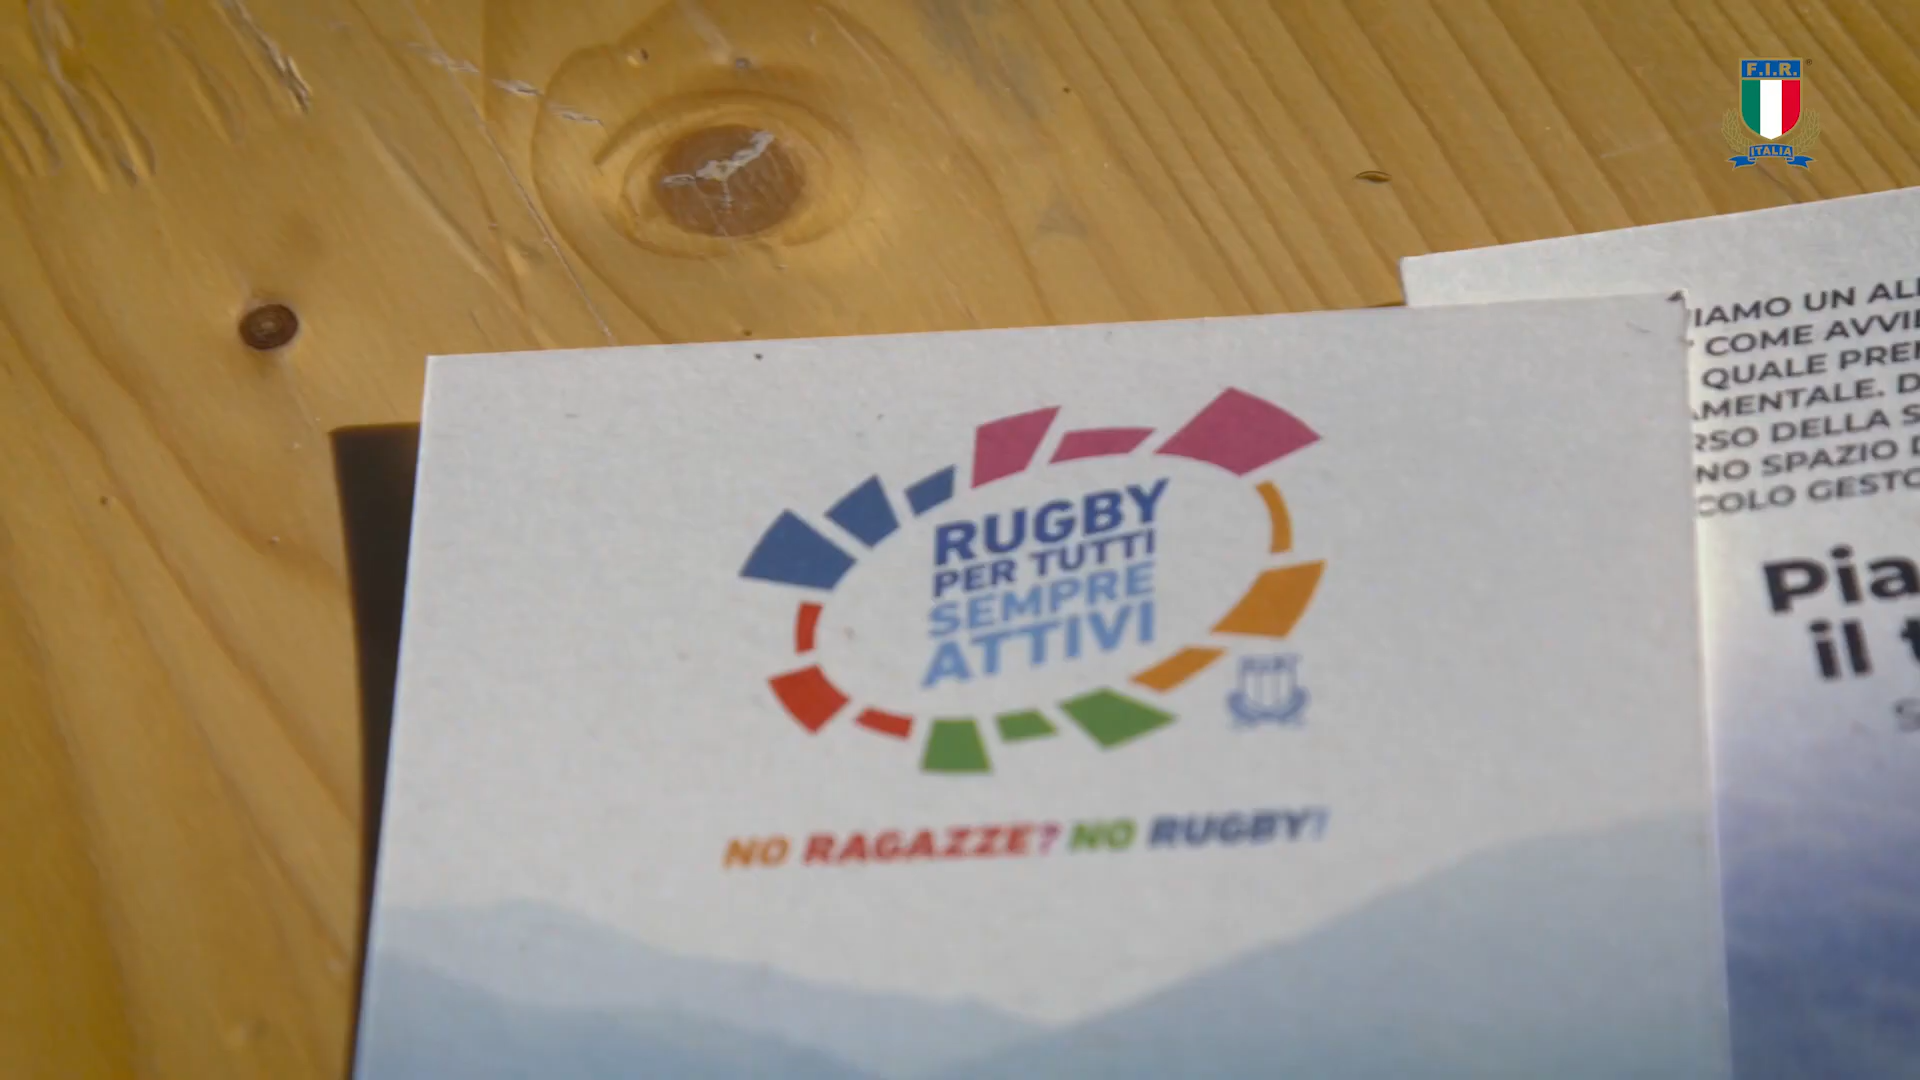 F.I.R.
ITALIA
RUGBY
PER TUTTI
SEMPRE
ATTIVI
NO RAGAZZE? NO RUGBY!
IAMO UN AL
COME AVVI
QUALE PRE
AMENTALE. D
RSO DELLA S
NO SPAZIO D
COLO GESTO
Pia
il t
S